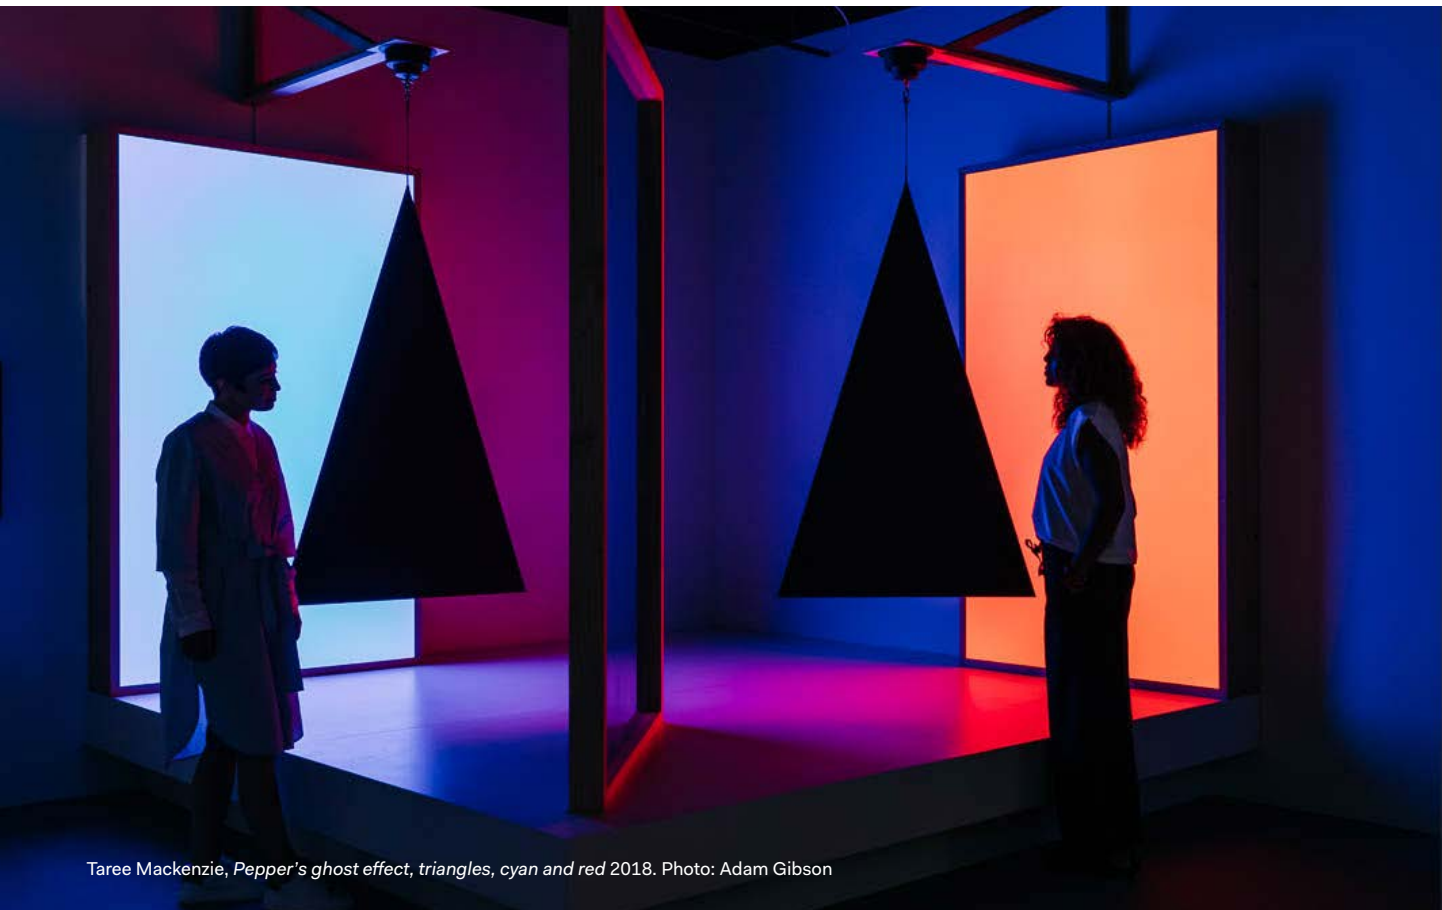 Taree Mackenzie, Pepper’s ghost effect, triangles, cyan and red 2018. Photo: Adam Gibson